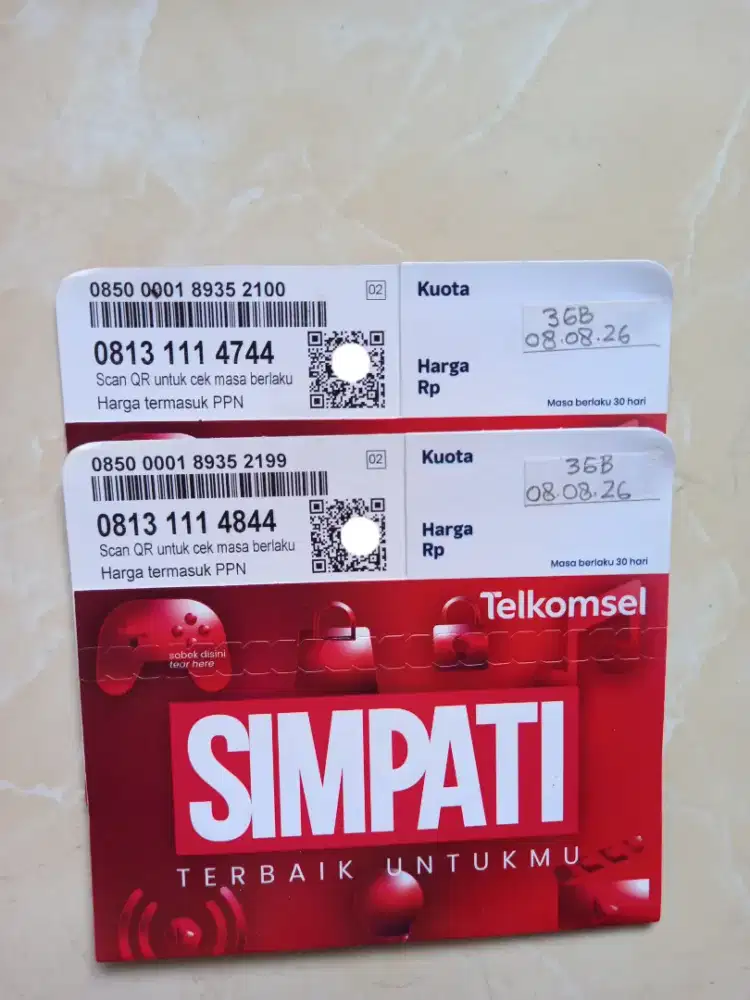 0850 0001 8935 2100
02
0813 111 4744
Scan QR untuk cek masa berlaku
Harga termasuk PPN
Kuota
3GB
08.08.26
Harga
Rp
Masa berlaku 30 hari
0850 0001 8935 2199
02
0813 111 4844
Scan QR untuk cek masa berlaku
Harga termasuk PPN
Kuota
3GB
08.08.26
Harga
Rp
Masa berlaku 30 hari
Telkomsel
sobek disini
tear here
SIMPATI
TERBAIK UNTUKMU